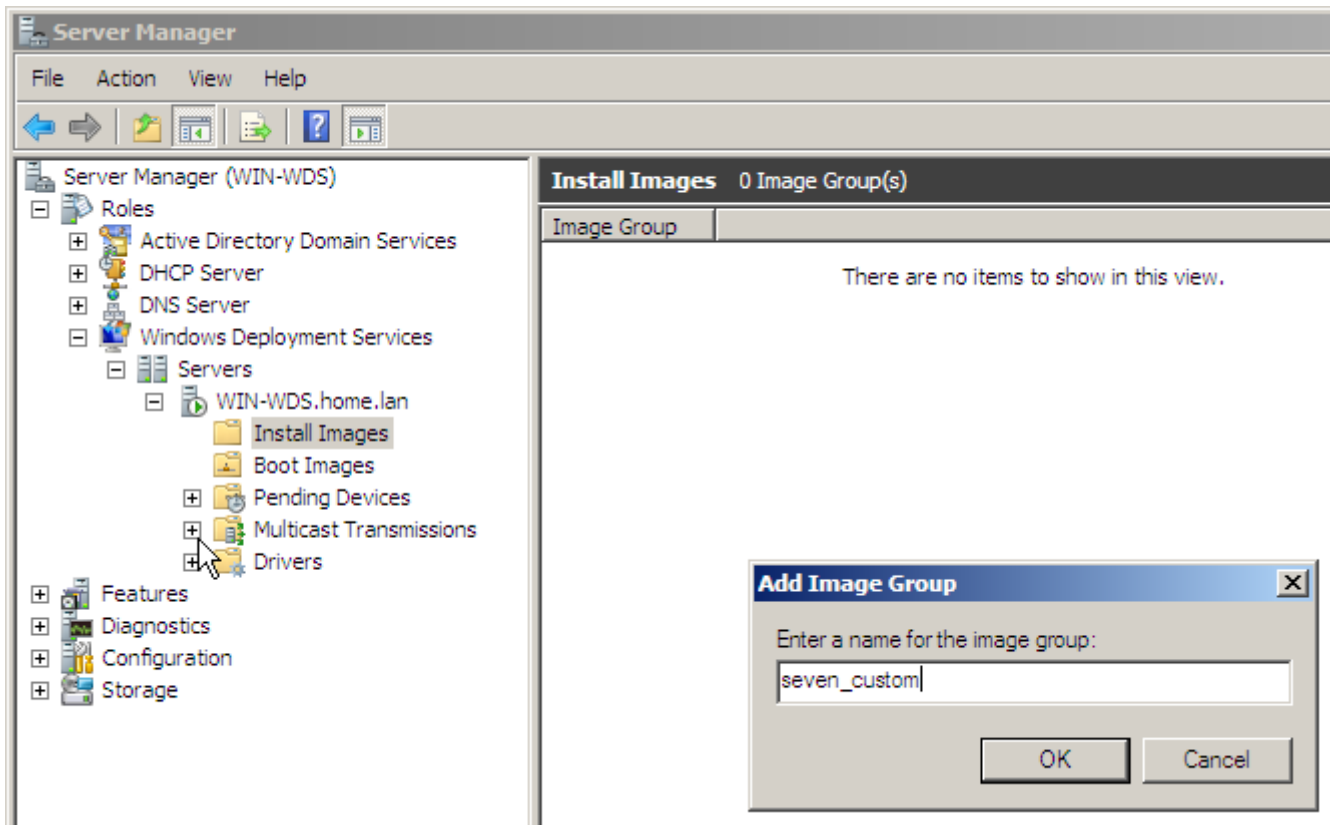 Server Manager
File Action View Help
Server Manager (WIN-WDS)
Roles
Active Directory Domain Services
DHCP Server
DNS Server
Windows Deployment Services
Servers
WIN-WDS.home.lan
Install Images
Boot Images
Pending Devices
Multicast Transmissions
Drivers
Features
Diagnostics
Configuration
Storage
Install Images 0 Image Group(s)
Image Group
There are no items to show in this view.
Add Image Group
Enter a name for the image group:
seven_custom
OK Cancel